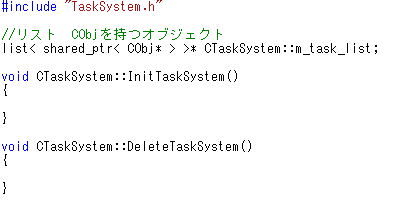 #include "TaskSystem.h"
//リスト CObjを持つオブジェクト
list< shared_ptr< CObj* > >* CTaskSystem::m_task_list;
void CTaskSystem::InitTaskSystem()
{
}
void CTaskSystem::DeleteTaskSystem()
{
}